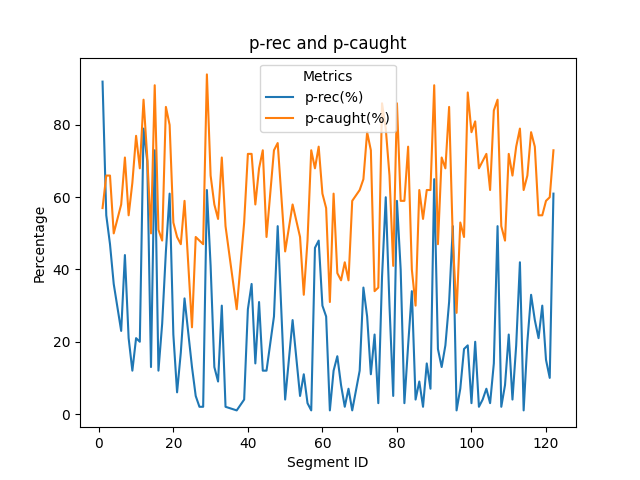 p-rec and p-caught
Metrics
p-rec(%)
p-caught(%)
Percentage
80
60
40
20
0
0 20 40 60 80 100 120
Segment ID